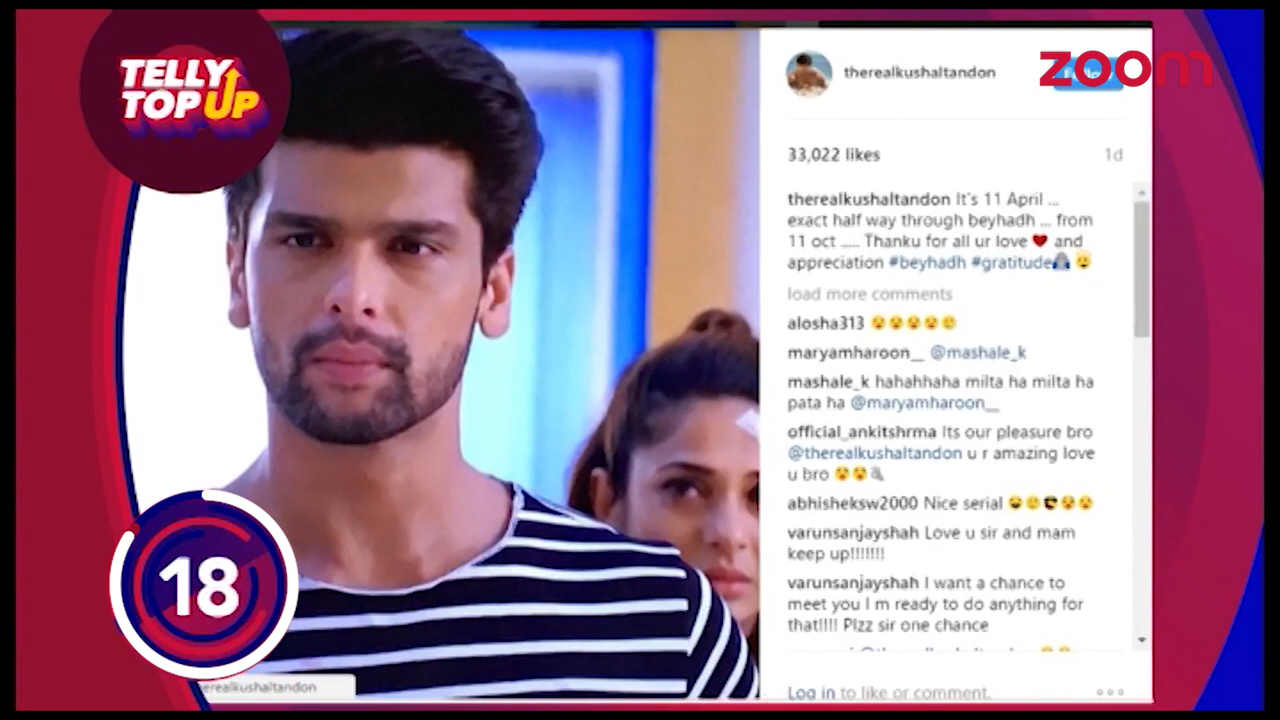 TELLY
TOP UP
zoom
therealkushaltandon
33,022 likes
1d
therealkushaltandon It's 11 April ...
exact half way through beyhadh ... from
11 oct ..... Thanku for all ur love ❤ and
appreciation #beyhadh #gratitude
load more comments
alosha313
maryamharoon__ @mashale_k
mashale_k hahahhaha milta ha milta ha
pata ha @maryamharoon__
official_ankitshrma Its our pleasure bro
@therealkushaltandon u r amazing love
u bro
abhisheksw2000 Nice serial
varunsanjayshah Love u sir and mam
keep up!!!!!!!
varunsanjayshah I want a chance to
meet you I m ready to do anything for
that!!!! Plzz sir one chance
Log in to like or comment.
18
erealkushaltandon